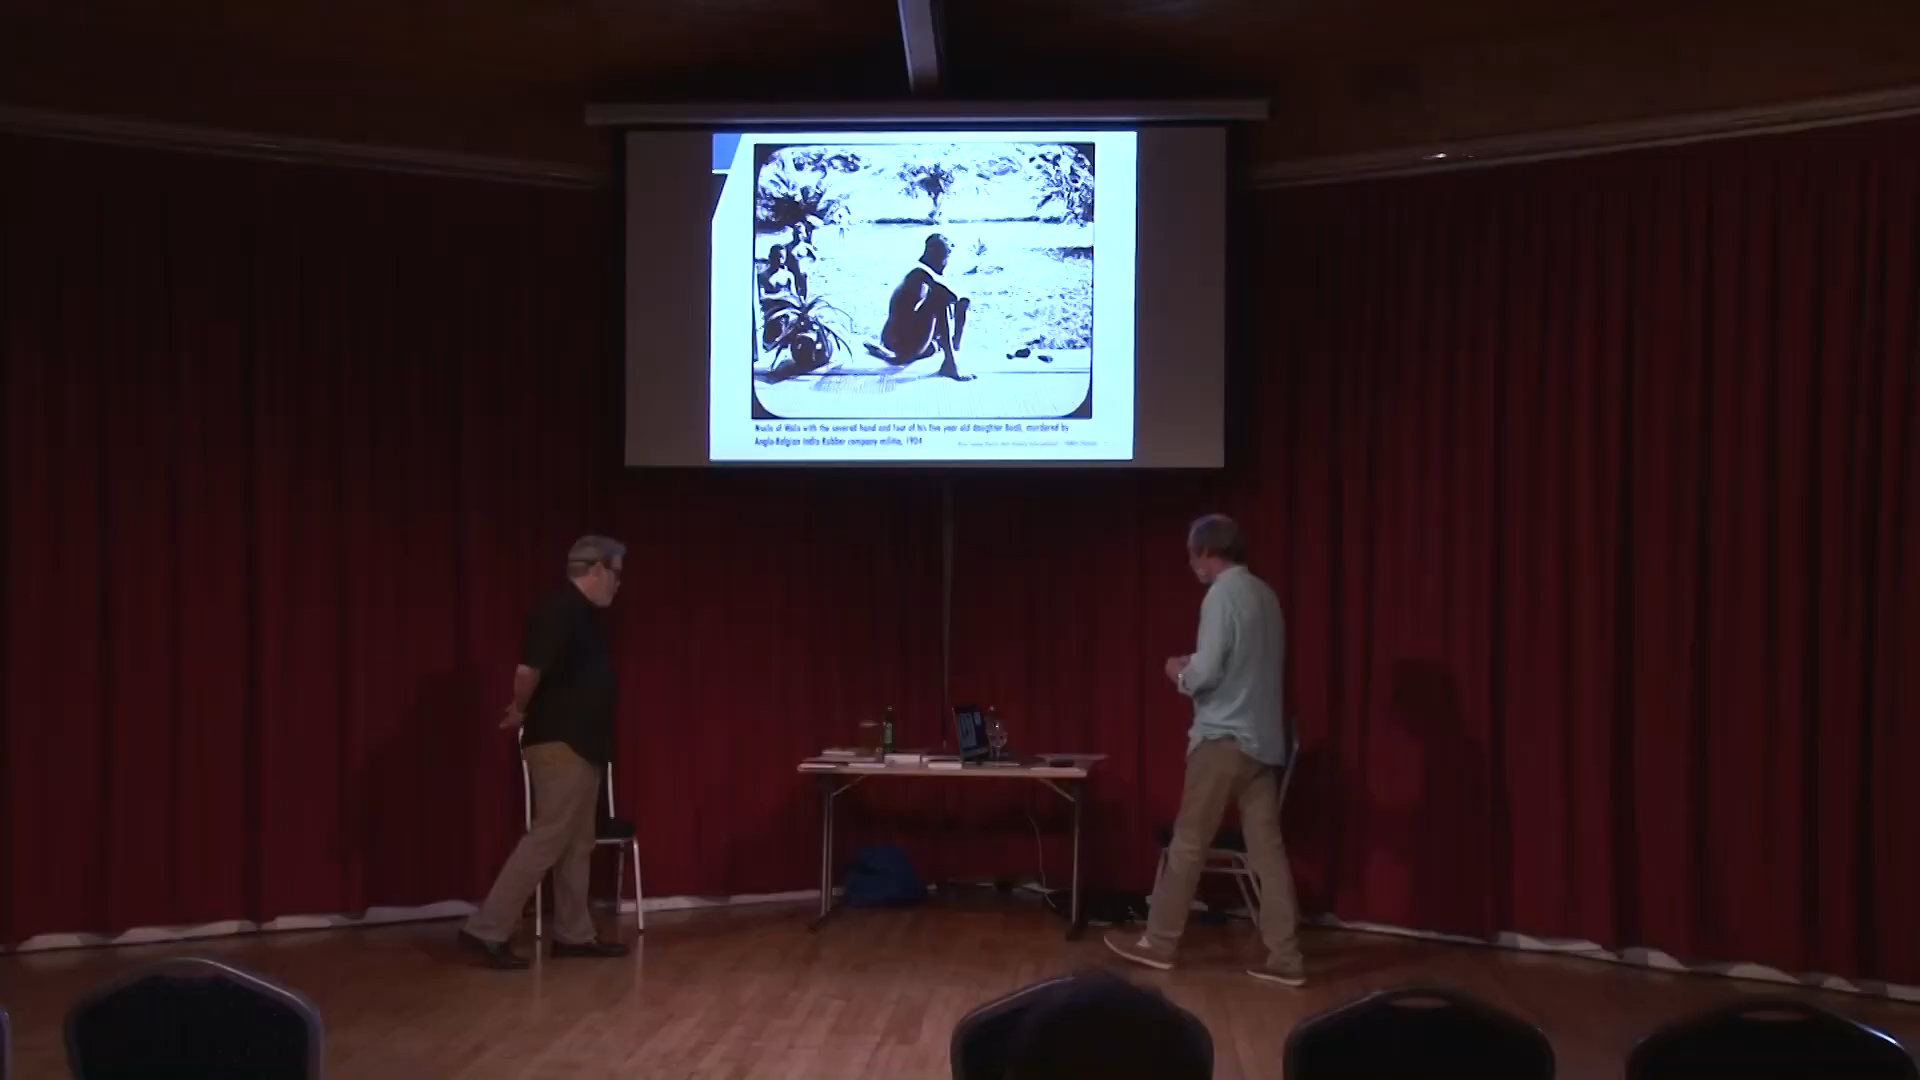 Nsala of Wala with the severed hand and foot of his five year old daughter Boali, murdered by
Anglo-Belgian India Rubber company militia, 1904